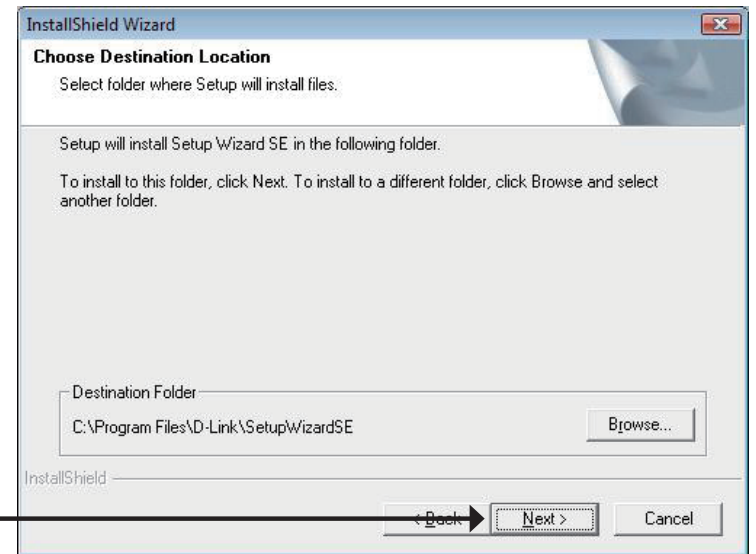 InstallShield Wizard
Choose Destination Location
Select folder where Setup will install files.
Setup will install Setup Wizard SE in the following folder.
To install to this folder, click Next. To install to a different folder, click Browse and select
another folder.
Destination Folder
C:\Program Files\D-Link\SetupWizardSE
Browse...
InstallShield
< Back
Next >
Cancel